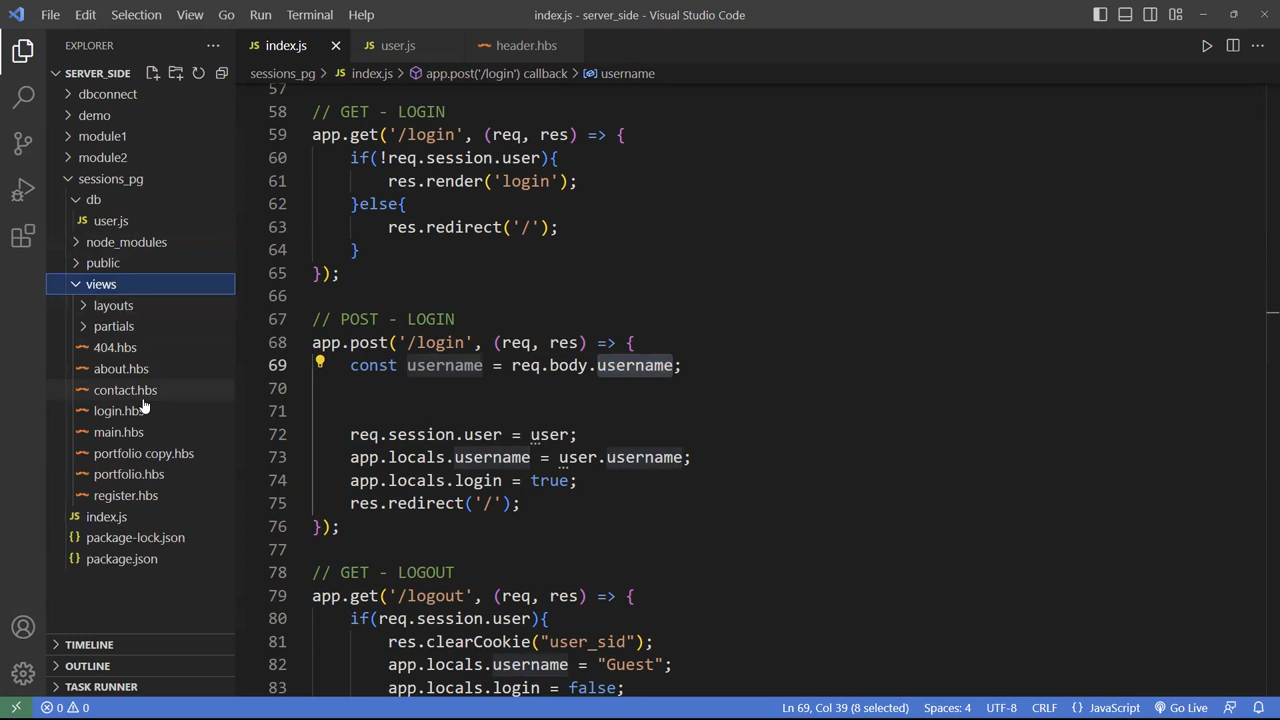 File Edit Selection View Go Run Terminal Help
index.js - server_side - Visual Studio Code
EXPLORER
SERVER_SIDE
dbconnect
demo
module1
module2
sessions_pg
db
JS user.js
node_modules
public
views
layouts
partials
404.hbs
about.hbs
contact.hbs
login.hbs
main.hbs
portfolio copy.hbs
portfolio.hbs
register.hbs
JS index.js
{} package-lock.json
{} package.json
TIMELINE
OUTLINE
TASK RUNNER
JS index.js JS user.js header.hbs
sessions_pg > JS index.js > app.post('/login') callback > username
57
58 // GET - LOGIN
59 app.get('/login', (req, res) => {
60 if(!req.session.user){
61 res.render('login');
62 }else{
63 res.redirect('/');
64 }
65 });
66
67 // POST - LOGIN
68 app.post('/login', (req, res) => {
69 const username = req.body.username;
70
71
72 req.session.user = user;
73 app.locals.username = user.username;
74 app.locals.login = true;
75 res.redirect('/');
76 });
77
78 // GET - LOGOUT
79 app.get('/logout', (req, res) => {
80 if(req.session.user){
81 res.clearCookie("user_sid");
82 app.locals.username = "Guest";
83 app.locals.login = false;
0 0 Ln 69, Col 39 (8 selected) Spaces: 4 UTF-8 CRLF {} JavaScript Go Live